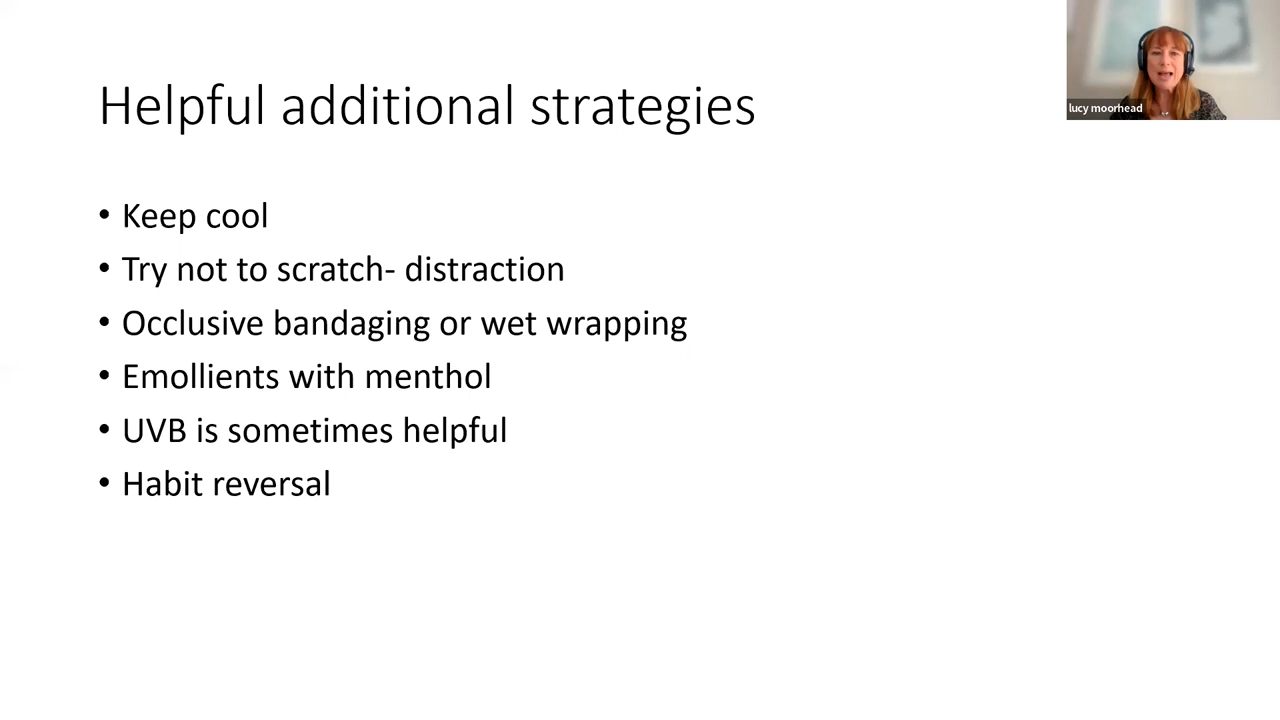 Helpful additional strategies
lucy moorhead
• Keep cool
• Try not to scratch- distraction
• Occlusive bandaging or wet wrapping
• Emollients with menthol
• UVB is sometimes helpful
• Habit reversal